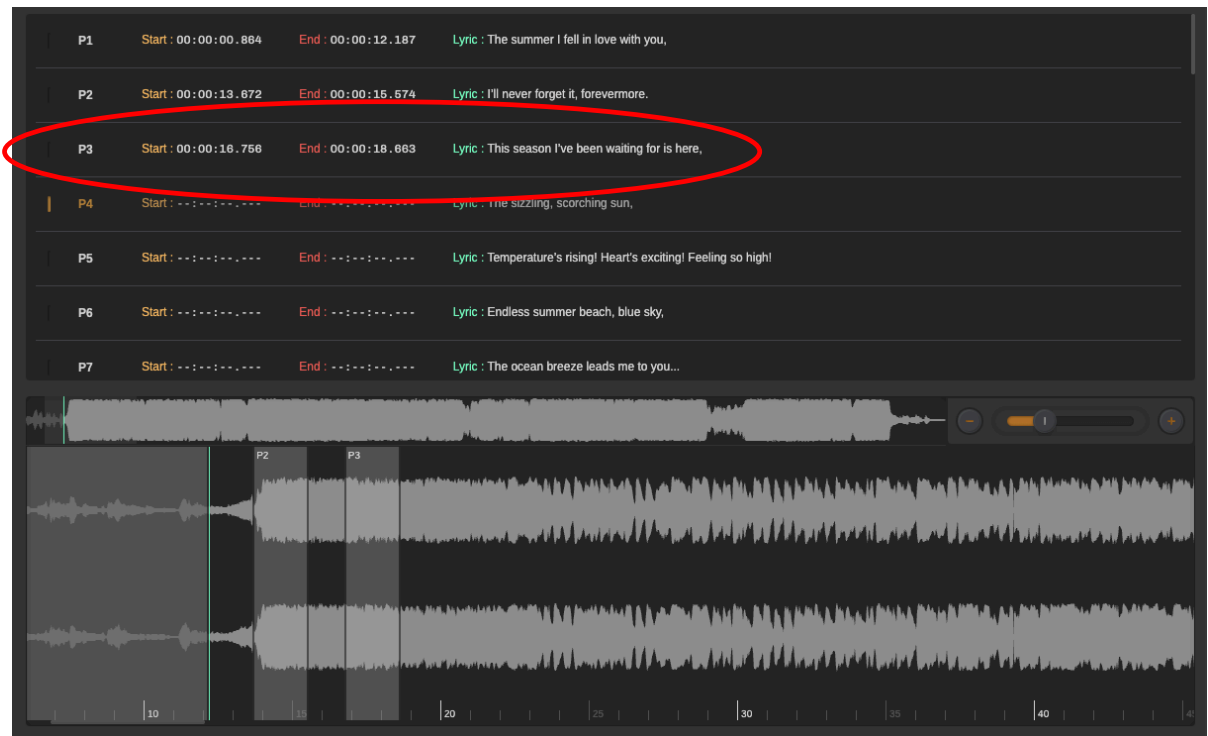 P1 Start : 00:00:00.864 End : 00:00:12.187 Lyric : The summer I fell in love with you,
P2 Start : 00:00:13.672 End : 00:00:15.574 Lyric : I'll never forget it, forevermore.
P3 Start : 00:00:16.756 End : 00:00:18.663 Lyric : This season I've been waiting for is here,
P4 Start : --:--:--.--- End : --:--:--.--- Lyric : The sizzling, scorching sun,
P5 Start : --:--:--.--- End : --:--:--.--- Lyric : Temperature's rising! Heart's exciting! Feeling so high!
P6 Start : --:--:--.--- End : --:--:--.--- Lyric : Endless summer beach, blue sky,
P7 Start : --:--:--.--- End : --:--:--.--- Lyric : The ocean breeze leads me to you...
P2 P3
10 15 20 25 30 35 40